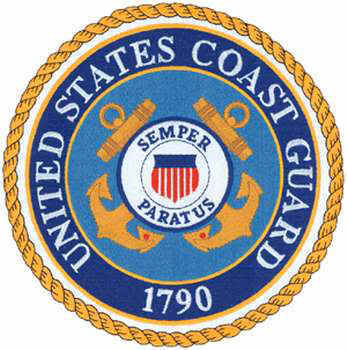 UNITED STATES COAST GUARD
SEMPER
PARATUS
1790